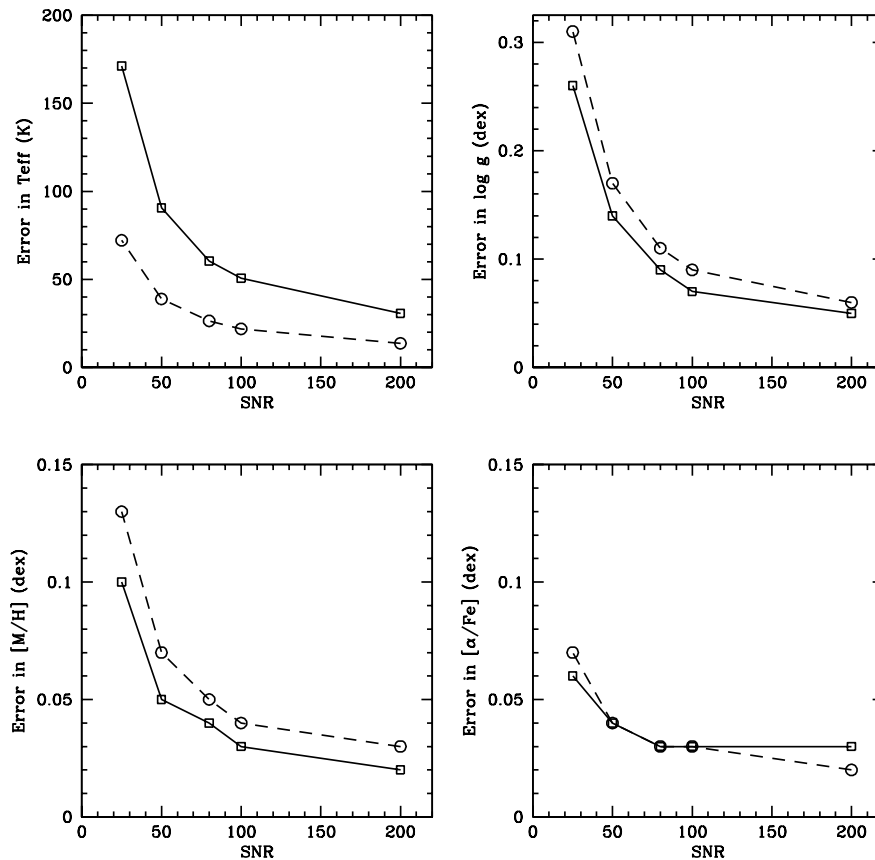 200
150
100
50
0
Error in Teff (K)
0 50 100 150 200
SNR
0.3
0.2
0.1
0
Error in log g (dex)
0 50 100 150 200
SNR
0.15
0.1
0.05
0
Error in [M/H] (dex)
0 50 100 150 200
SNR
0.15
0.1
0.05
0
Error in [α/Fe] (dex)
0 50 100 150 200
SNR